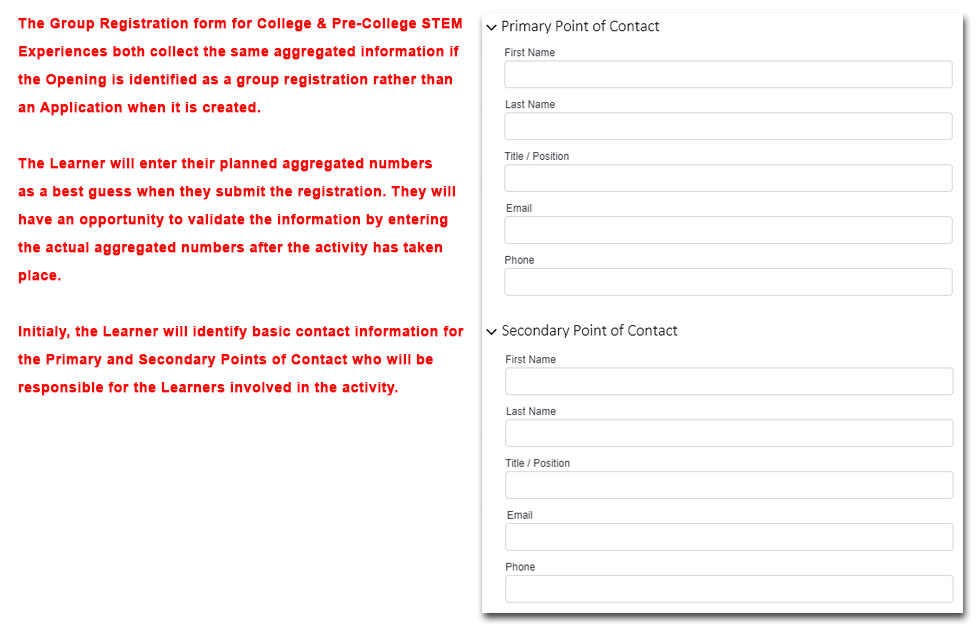 The Group Registration form for College & Pre-College STEM
Experiences both collect the same aggregated information if
the Opening is identified as a group registration rather than
an Application when it is created.
The Learner will enter their planned aggregated numbers
as a best guess when they submit the registration. They will
have an opportunity to validate the information by entering
the actual aggregated numbers after the activity has taken
place.
Initialy, the Learner will identify basic contact information for
the Primary and Secondary Points of Contact who will be
responsible for the Learners involved in the activity.
Primary Point of Contact
First Name
Last Name
Title / Position
Email
Phone
Secondary Point of Contact
First Name
Last Name
Title / Position
Email
Phone